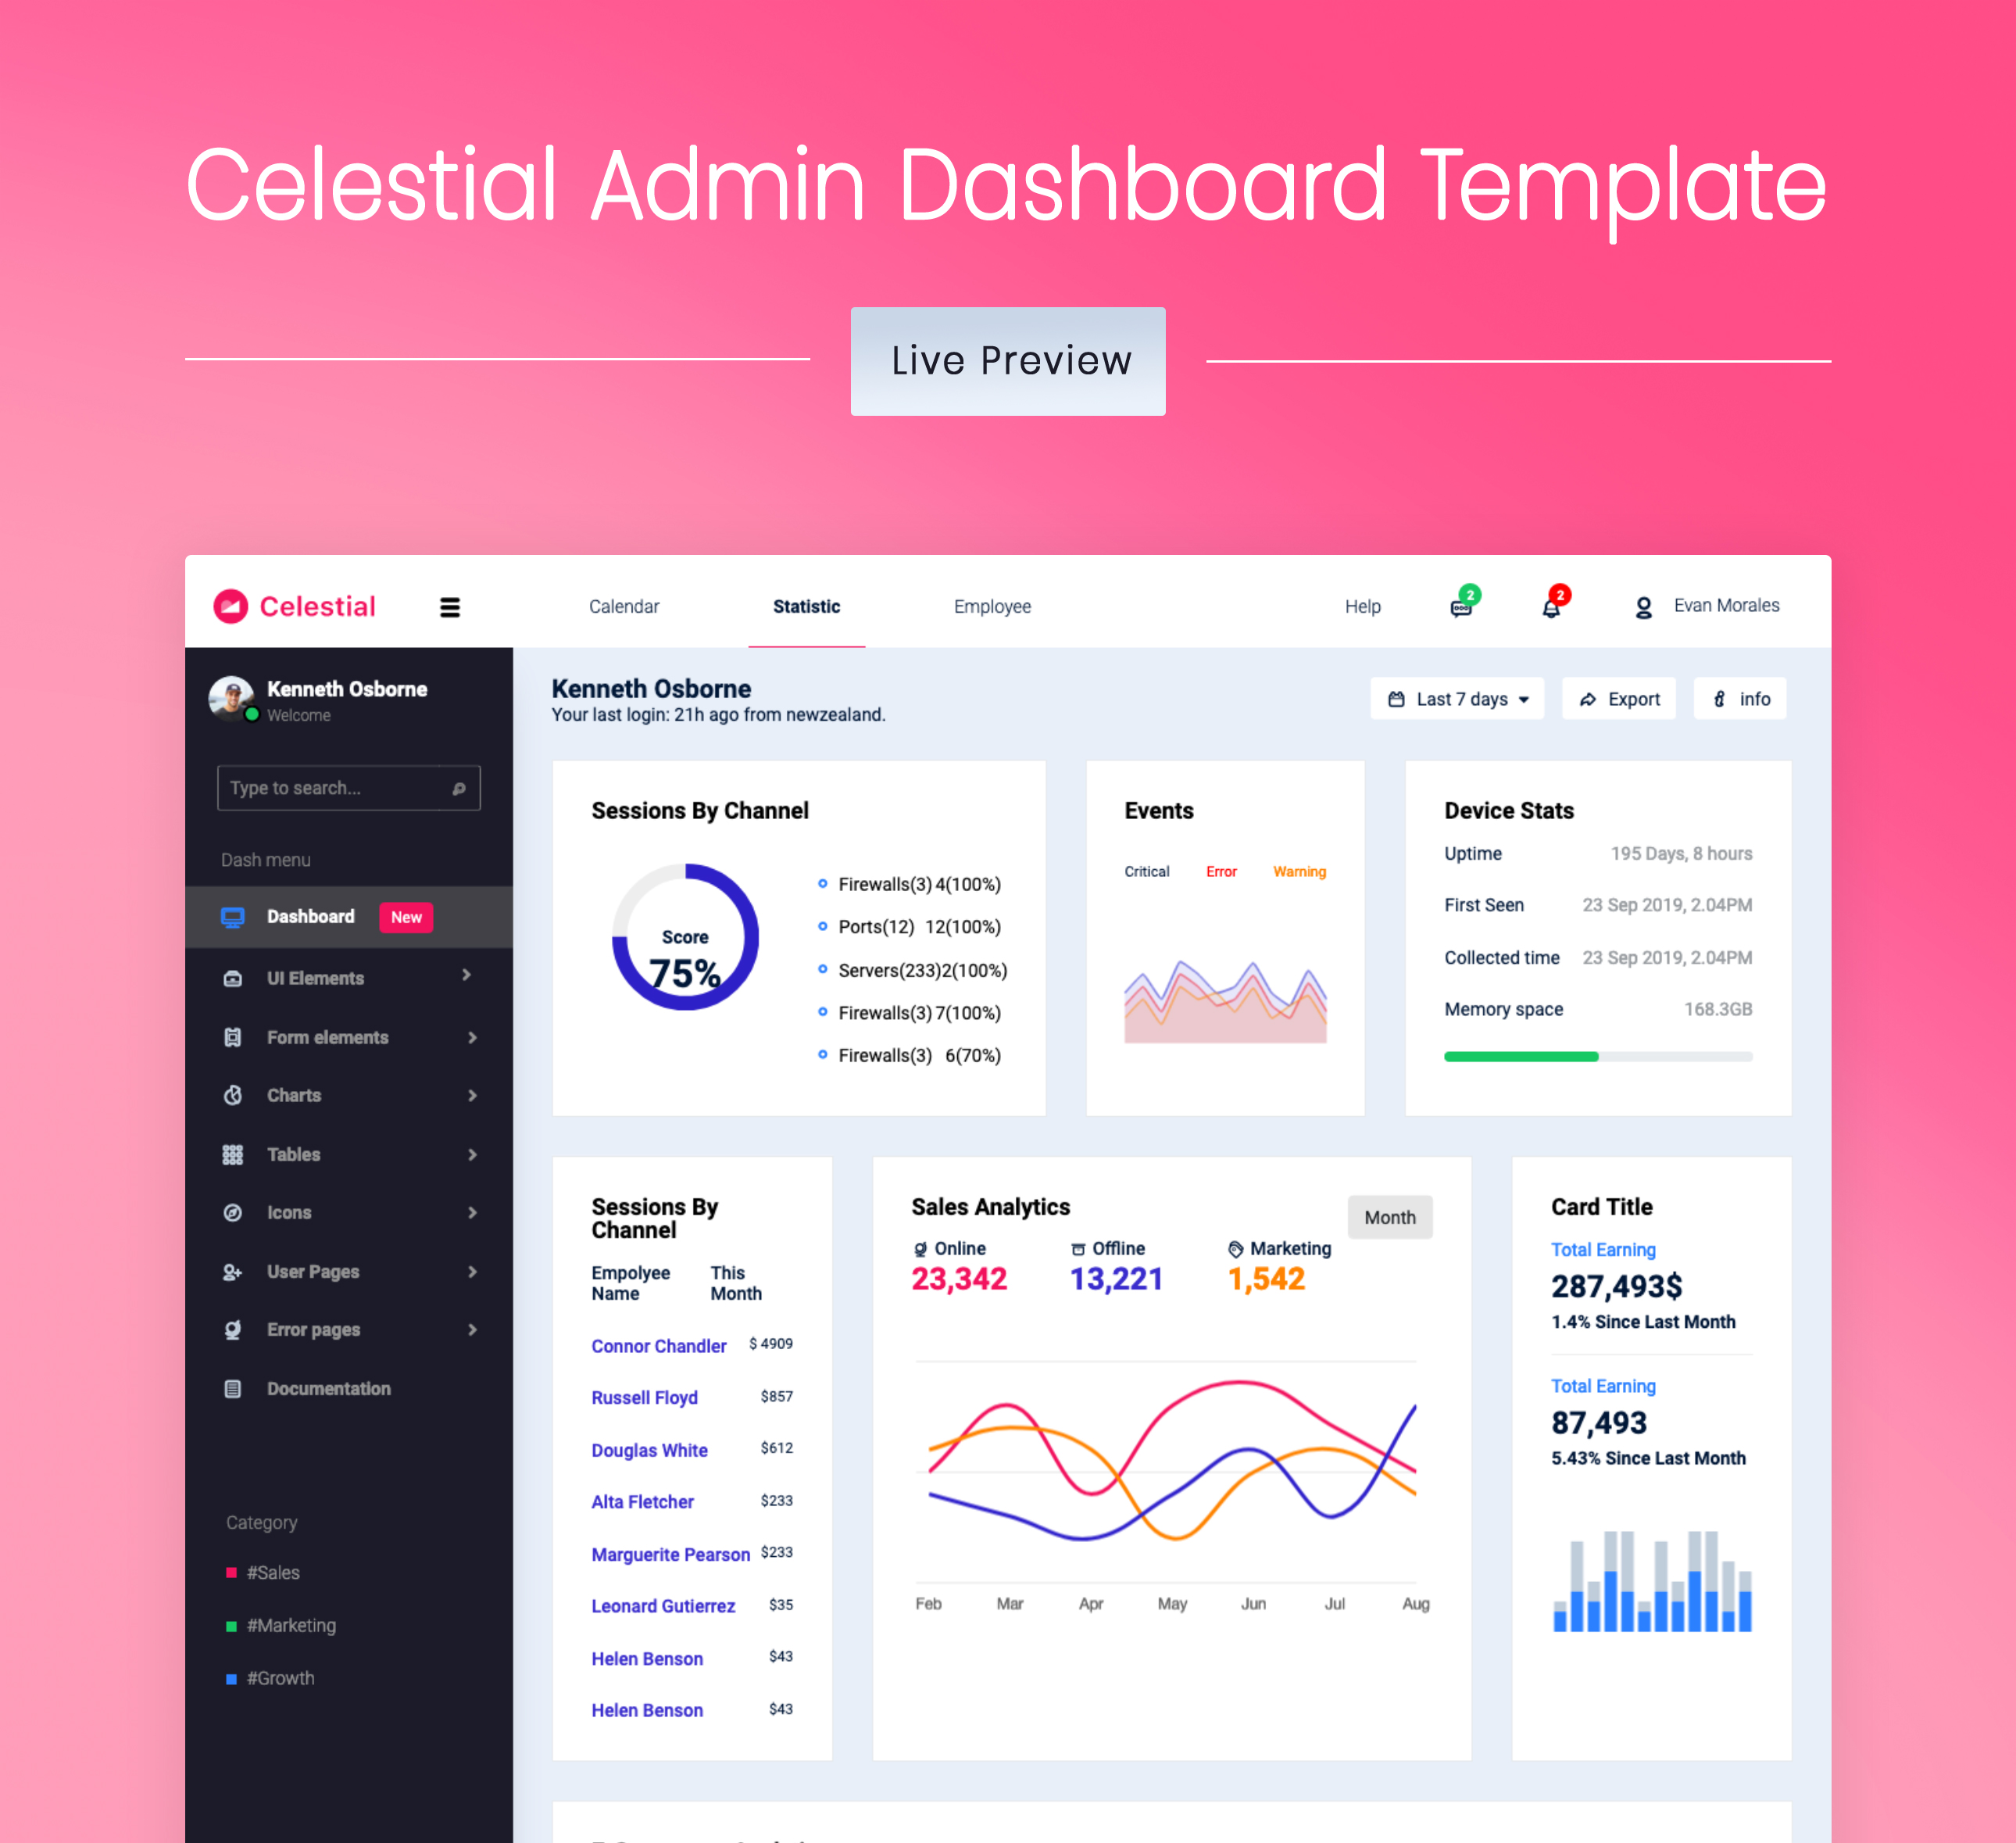 Celestial Admin Dashboard Template
Live Preview
Celestial
Calendar
Statistic
Employee
Help
2
2
Evan Morales
Kenneth Osborne
Welcome
Type to search...
Dash menu
Dashboard
New
UI Elements
Form elements
Charts
Tables
Icons
User Pages
Error pages
Documentation
Category
#Sales
#Marketing
#Growth
Kenneth Osborne
Your last login: 21h ago from newzealand.
Last 7 days
Export
info
Sessions By Channel
Score
75%
Firewalls(3) 4(100%)
Ports(12) 12(100%)
Servers(233)2(100%)
Firewalls(3) 7(100%)
Firewalls(3) 6(70%)
Events
Critical
Error
Warning
Device Stats
Uptime 195 Days, 8 hours
First Seen 23 Sep 2019, 2.04PM
Collected time 23 Sep 2019, 2.04PM
Memory space 168.3GB
Sessions By
Channel
Empolyee This
Name Month
Connor Chandler $ 4909
Russell Floyd $857
Douglas White $612
Alta Fletcher $233
Marguerite Pearson $233
Leonard Gutierrez $35
Helen Benson $43
Helen Benson $43
Sales Analytics
Month
Online Offline Marketing
23,342 13,221 1,542
Feb Mar Apr May Jun Jul Aug
Card Title
Total Earning
287,493$
1.4% Since Last Month
Total Earning
87,493
5.43% Since Last Month